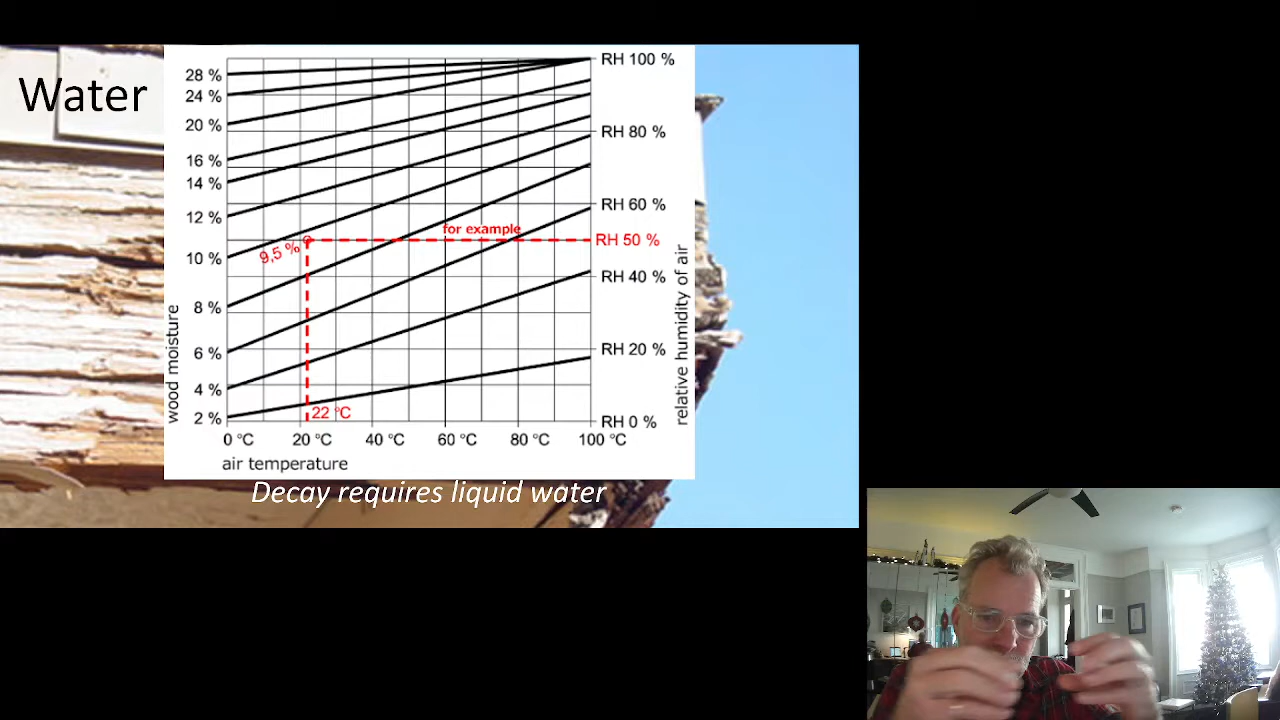 Water
28 %
24 %
20 %
16 %
14 %
12 %
10 %
8 %
6 %
4 %
2 %
wood moisture
RH 100 %
RH 80 %
RH 60 %
RH 50 %
RH 40 %
RH 20 %
RH 0 %
relative humidity of air
for example
9,5 %
22 °C
0 °C 20 °C 40 °C 60 °C 80 °C 100 °C
air temperature
Decay requires liquid water